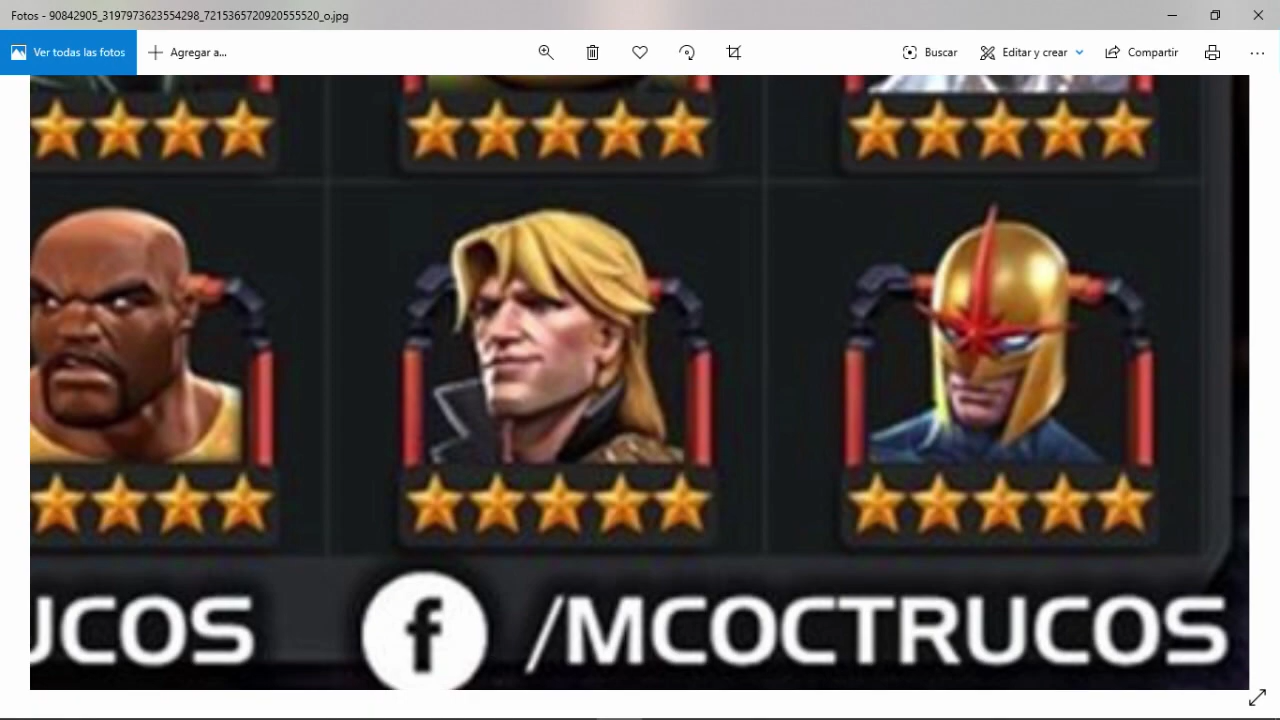 Fotos - 90842905_3197973623554298_7215365720920555520_o.jpg
Ver todas las fotos
Agregar a...
Buscar
Editar y crear
Compartir
UCOS
f /MCOCTRUCOS